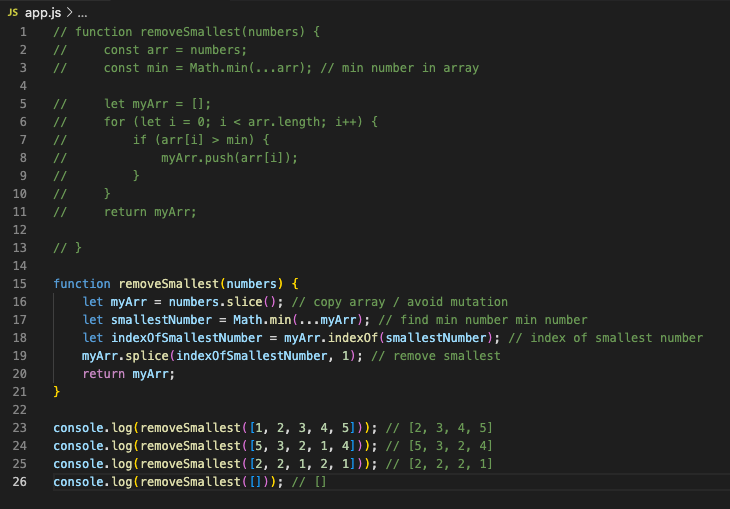 JS app.js > ...
1 // function removeSmallest(numbers) {
2 //     const arr = numbers;
3 //     const min = Math.min(...arr); // min number in array
4
5 //     let myArr = [];
6 //     for (let i = 0; i < arr.length; i++) {
7 //         if (arr[i] > min) {
8 //             myArr.push(arr[i]);
9 //         }
10 //     }
11 //     return myArr;
12
13 // }
14
15 function removeSmallest(numbers) {
16     let myArr = numbers.slice(); // copy array / avoid mutation
17     let smallestNumber = Math.min(...myArr); // find min number min number
18     let indexOfSmallestNumber = myArr.indexOf(smallestNumber); // index of smallest number
19     myArr.splice(indexOfSmallestNumber, 1); // remove smallest
20     return myArr;
21 }
22
23 console.log(removeSmallest([1, 2, 3, 4, 5])); // [2, 3, 4, 5]
24 console.log(removeSmallest([5, 3, 2, 1, 4])); // [5, 3, 2, 4]
25 console.log(removeSmallest([2, 2, 1, 2, 1])); // [2, 2, 2, 1]
26 console.log(removeSmallest([])); // []